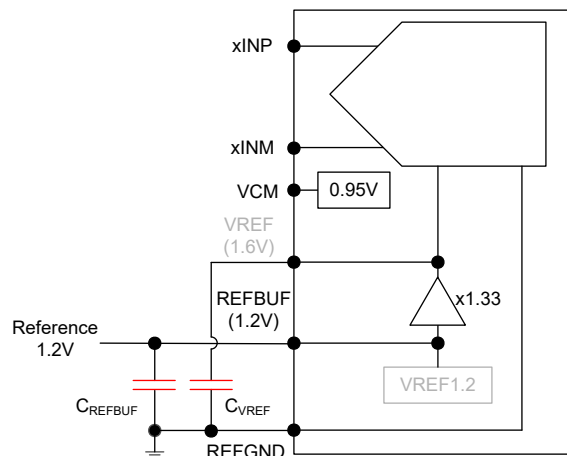 xINP
xINM
VCM
0.95V
VREF
(1.6V)
REFBUF
(1.2V)
x1.33
Reference
1.2V
VREF1.2
CREFBUF
CVREF
REFGND